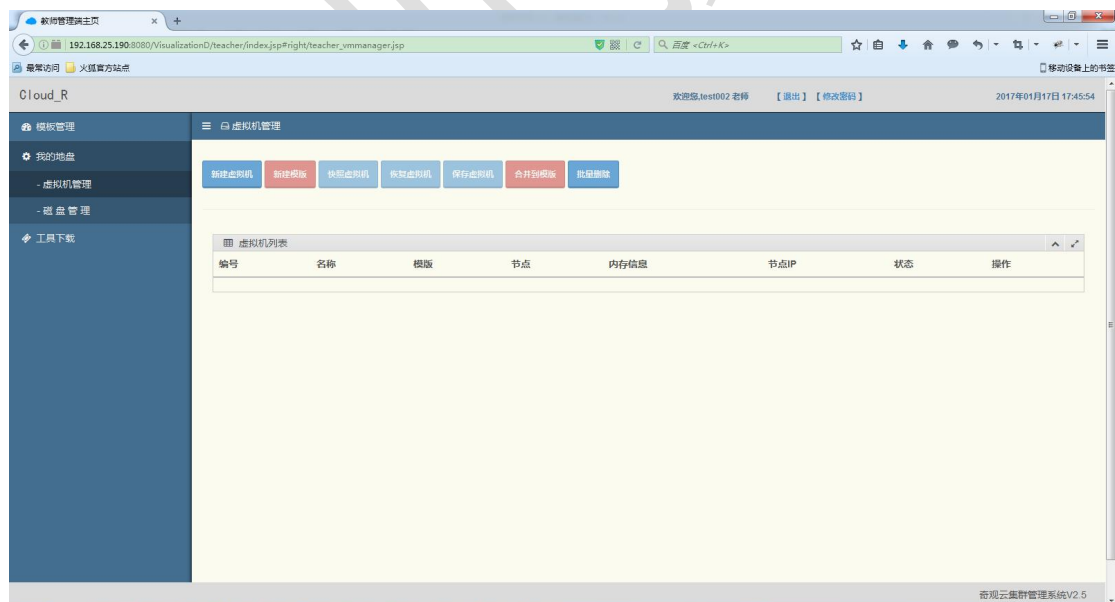 教师管理端主页
192.168.25.190:8080/VisualizationD/teacher/index.jsp#right/teacher_vmmanager.jsp
百度 <Ctrl+K>
最常访问 火狐官方站点 移动设备上的书签
Cloud_R 欢迎您,test002 老师 【退出】 【修改密码】 2017年01月17日 17:45:54
模板管理 虚拟机管理
我的地盘
- 虚拟机管理
- 磁 盘 管 理
工具下载
新建虚拟机 新建模版 快照虚拟机 恢复虚拟机 保存虚拟机 合并到模版 批量删除
虚拟机列表
编号 名称 模版 节点 内存信息 节点IP 状态 操作
奇观云集群管理系统V2.5